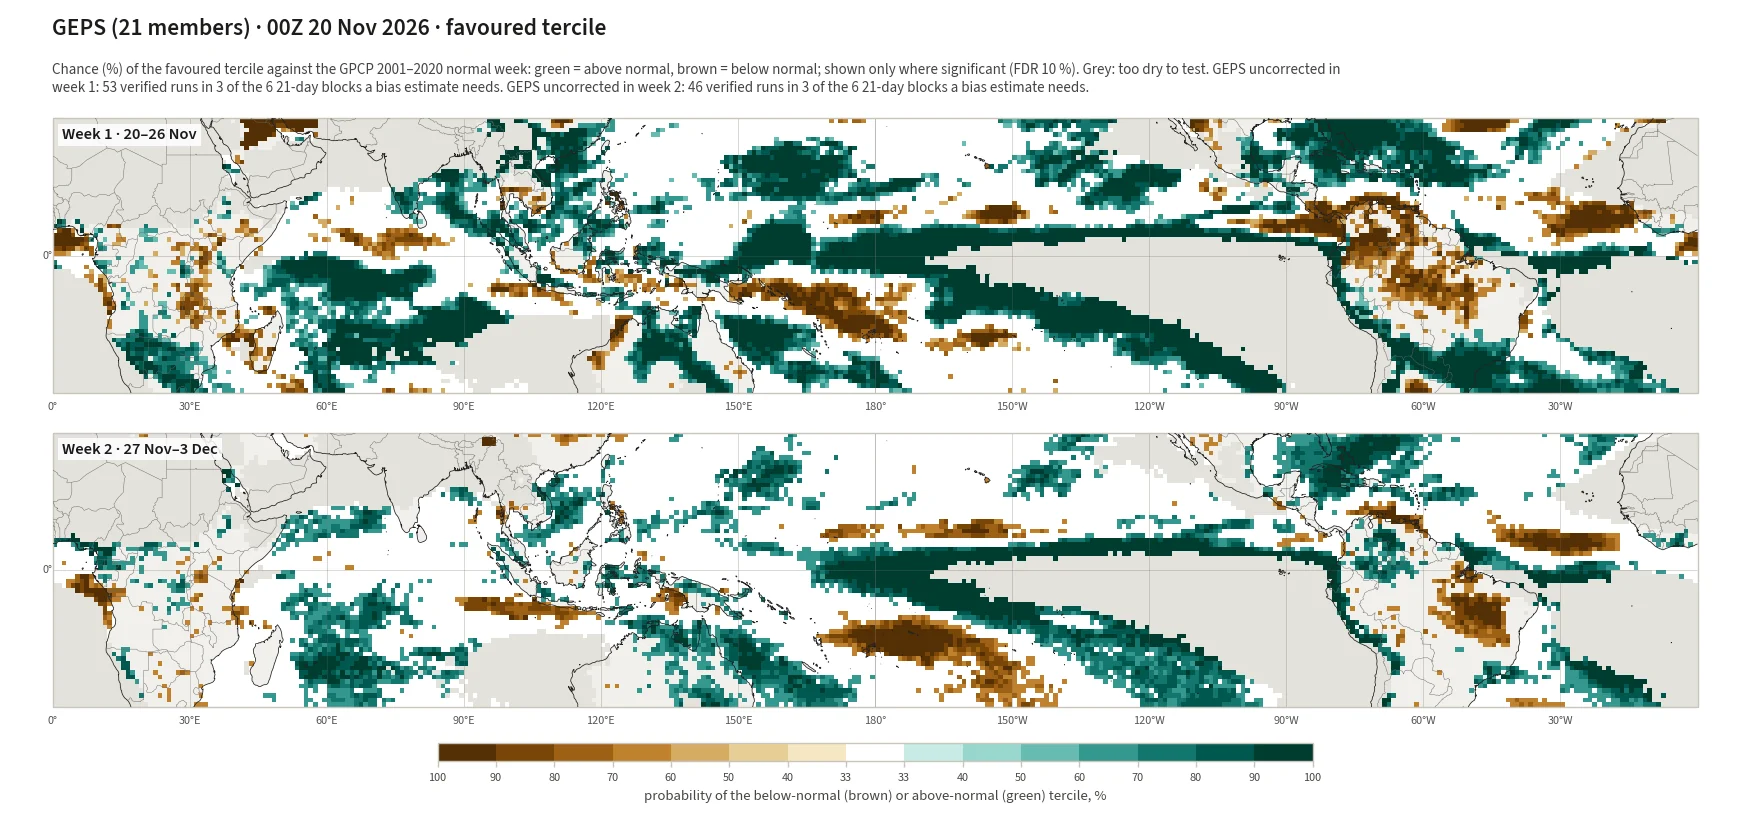 GEPS (21 members) · 00Z 20 Nov 2026 · favoured tercile
Chance (%) of the favoured tercile against the GPCP 2001–2020 normal week: green = above normal, brown = below normal; shown only where significant (FDR 10 %). Grey: too dry to test. GEPS uncorrected in
week 1: 53 verified runs in 3 of the 6 21-day blocks a bias estimate needs. GEPS uncorrected in week 2: 46 verified runs in 3 of the 6 21-day blocks a bias estimate needs.
Week 1 · 20–26 Nov
0°
0° 30°E 60°E 90°E 120°E 150°E 180° 150°W 120°W 90°W 60°W 30°W
Week 2 · 27 Nov–3 Dec
0°
0° 30°E 60°E 90°E 120°E 150°E 180° 150°W 120°W 90°W 60°W 30°W
100 90 80 70 60 50 40 33 33 40 50 60 70 80 90 100
probability of the below-normal (brown) or above-normal (green) tercile, %